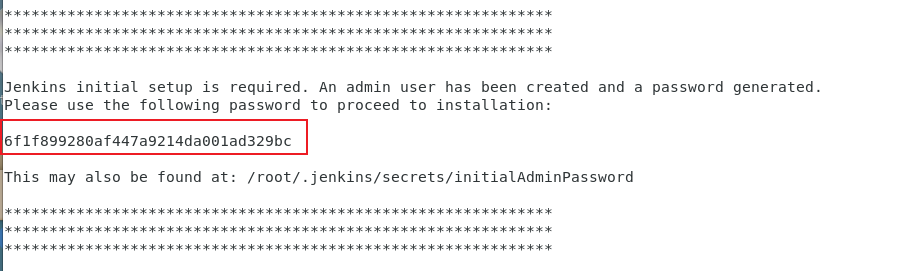 *************************************************************
*************************************************************
*************************************************************
Jenkins initial setup is required. An admin user has been created and a password generated.
Please use the following password to proceed to installation:
6f1f899280af447a9214da001ad329bc
This may also be found at: /root/.jenkins/secrets/initialAdminPassword
*************************************************************
*************************************************************
*************************************************************